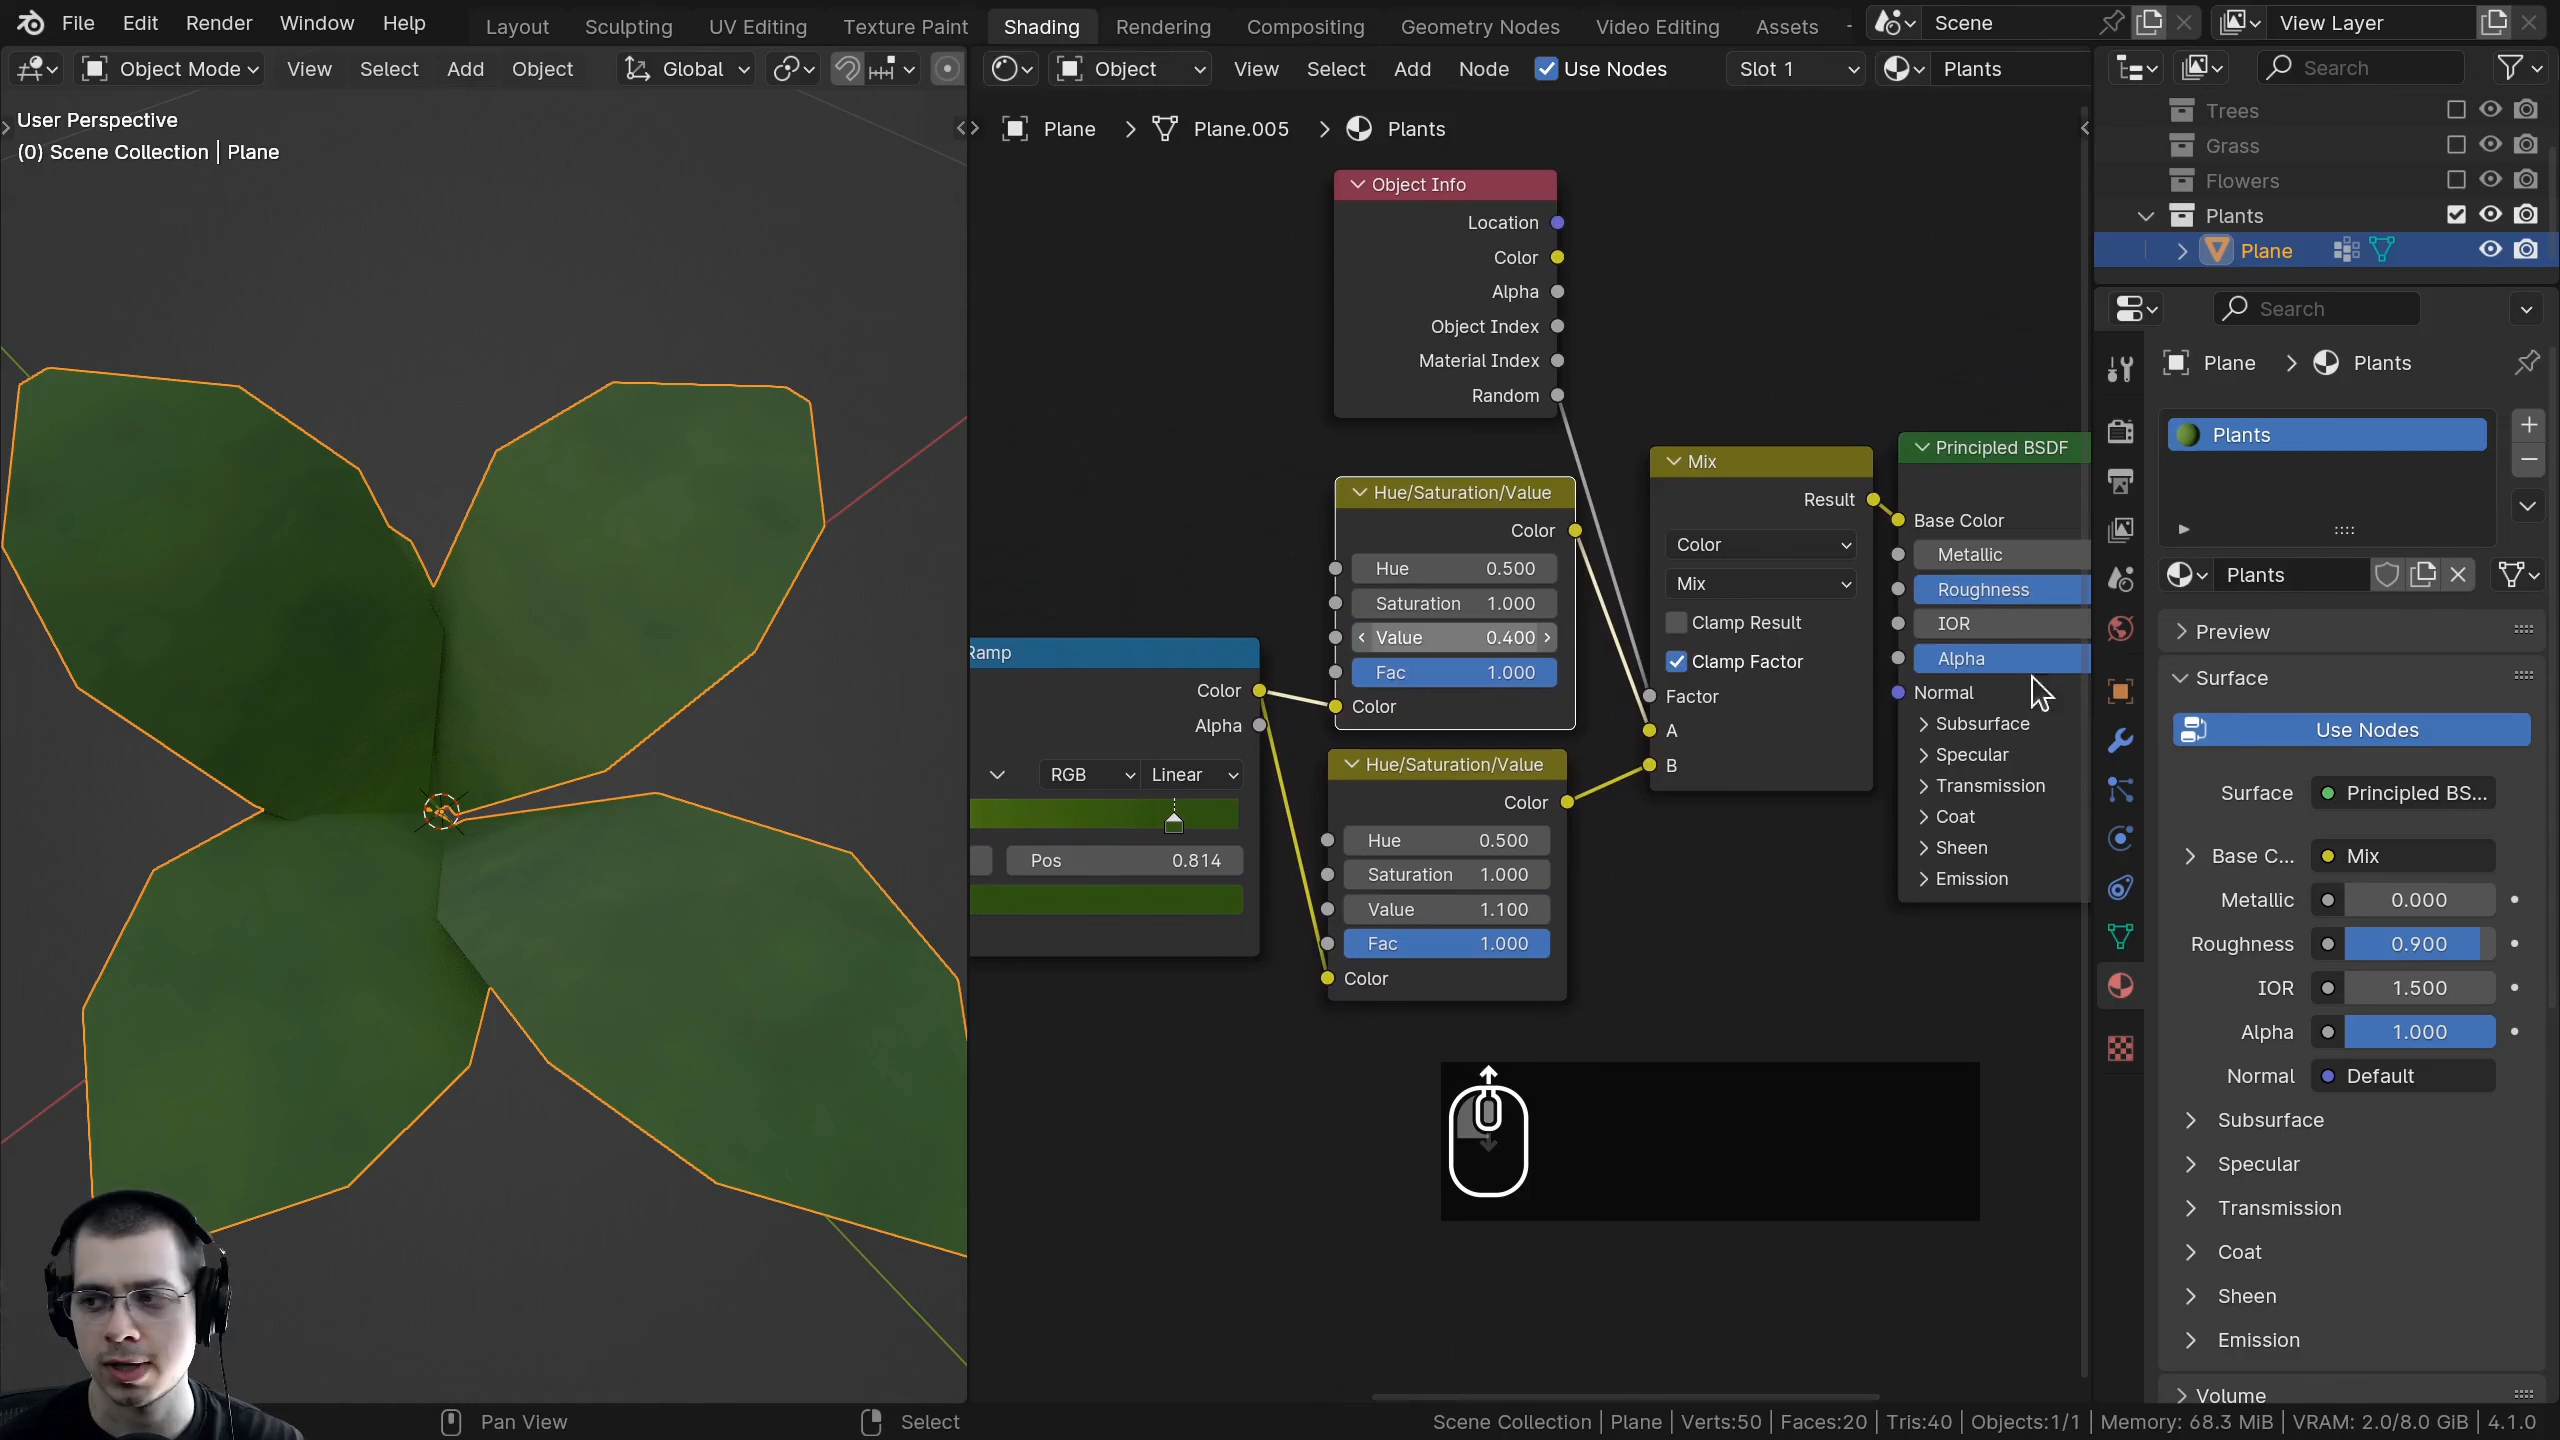 File Edit Render Window Help Layout Sculpting UV Editing Texture Paint Shading Rendering Compositing Geometry Nodes Video Editing Assets Scene View Layer
Object Mode View Select Add Object Global Object View Select Add Node Use Nodes Slot 1 Plants Search
User Perspective
(0) Scene Collection | Plane
Plane Plane.005 Plants
Object Info
Location
Color
Alpha
Object Index
Material Index
Random
Hue/Saturation/Value
Color
Hue 0.500
Saturation 1.000
Value 0.400
Fac 1.000
Color
Ramp
Color
Alpha
RGB Linear
Pos 0.814
Hue/Saturation/Value
Color
Hue 0.500
Saturation 1.000
Value 1.100
Fac 1.000
Color
Mix
Result
Color
Mix
Clamp Result
Clamp Factor
Factor
A
B
Principled BSDF
Base Color
Metallic
Roughness
IOR
Alpha
Normal
Subsurface
Specular
Transmission
Coat
Sheen
Emission
Trees
Grass
Flowers
Plants
Plane
Search
Plane Plants
Plants
Plants
Preview
Surface
Use Nodes
Surface Principled BS...
Base C... Mix
Metallic 0.000
Roughness 0.900
IOR 1.500
Alpha 1.000
Normal Default
Subsurface
Specular
Transmission
Coat
Sheen
Emission
Volume
Pan View Select Scene Collection | Plane | Verts:50 | Faces:20 | Tris:40 | Objects:1/1 | Memory: 68.3 MiB | VRAM: 2.0/8.0 GiB | 4.1.0